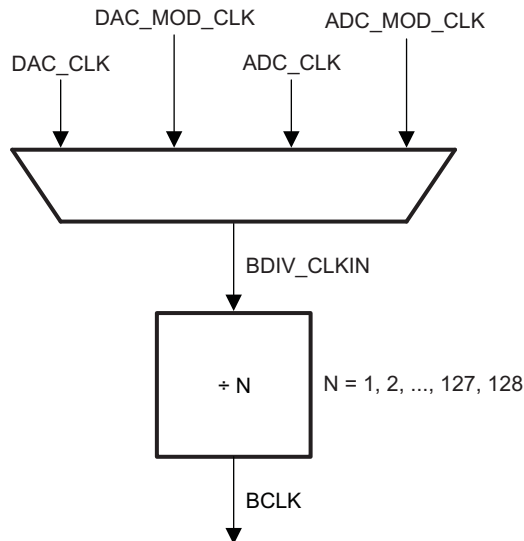 DAC_MOD_CLK
ADC_MOD_CLK
DAC_CLK
ADC_CLK
BDIV_CLKIN
÷ N
N = 1, 2, ..., 127, 128
BCLK